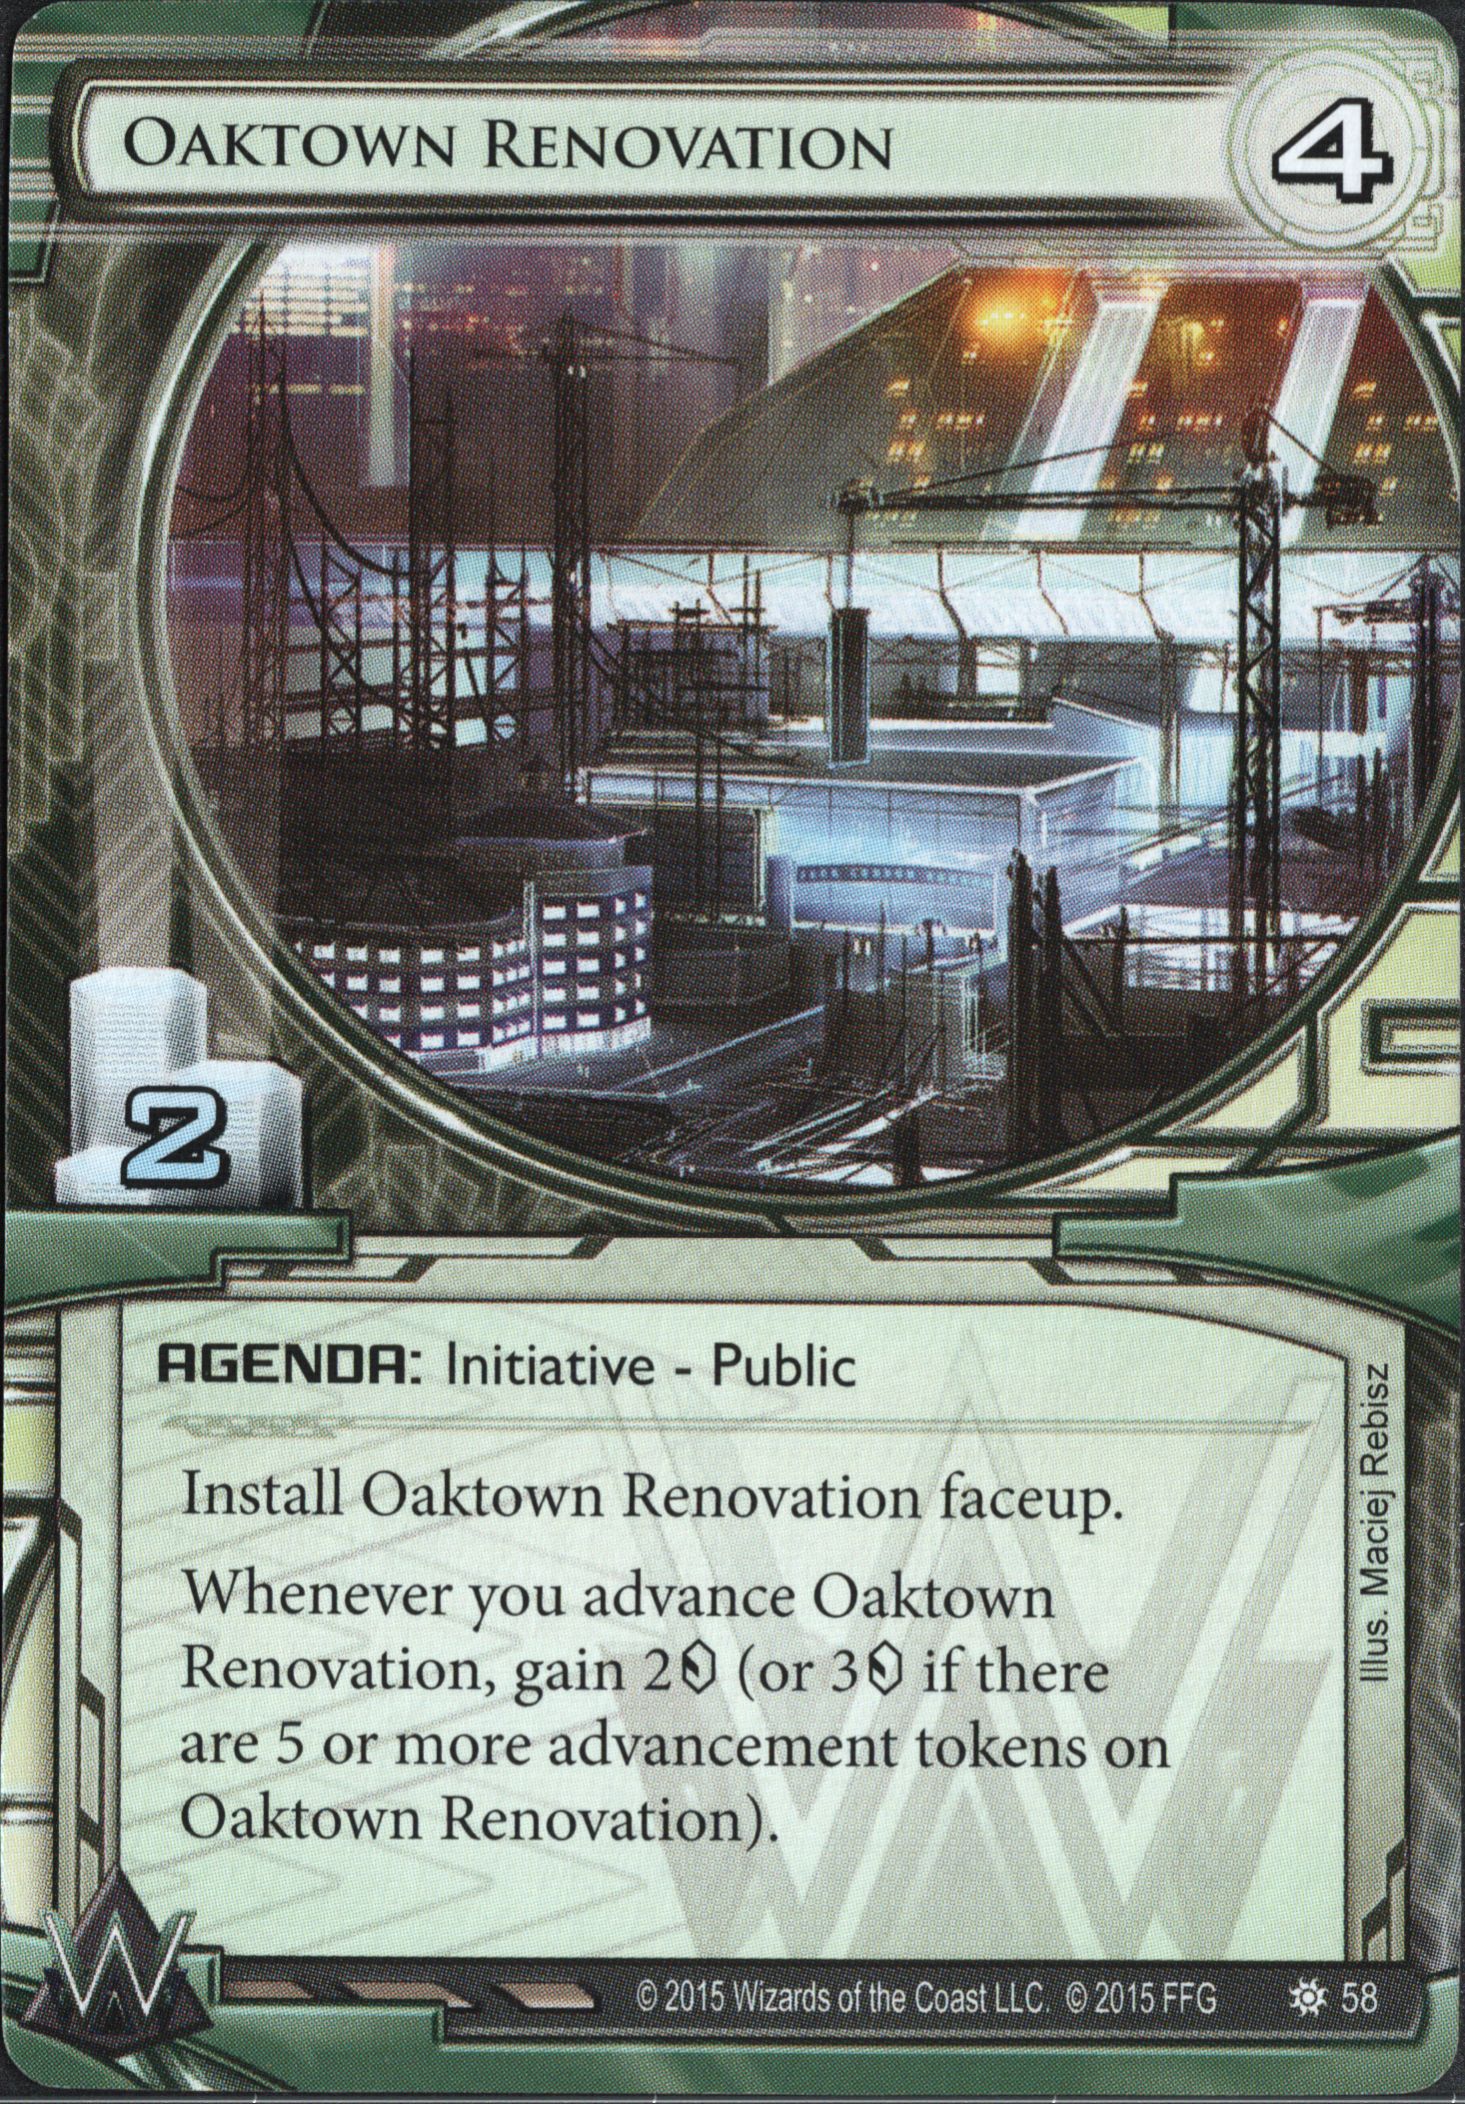 Oaktown Renovation
4
2
AGENDA: Initiative - Public
Install Oaktown Renovation faceup.
Whenever you advance Oaktown
Renovation, gain 2 (or 3 if there
are 5 or more advancement tokens on
Oaktown Renovation).
Illus. Maciej Rebisz
W
© 2015 Wizards of the Coast LLC. © 2015 FFG
58